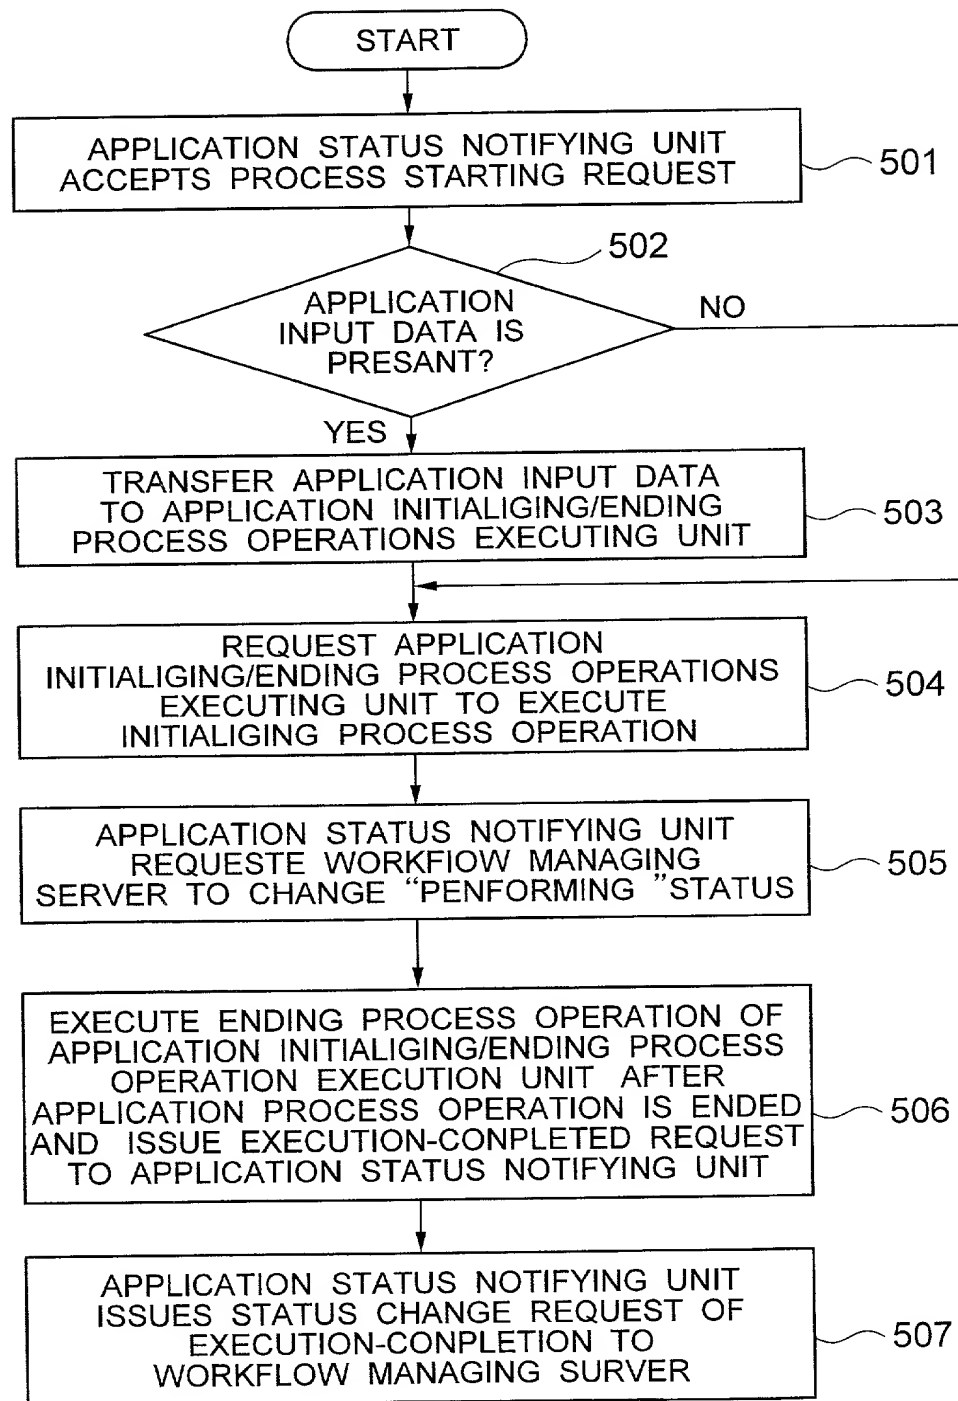 START
APPLICATION STATUS NOTIFYING UNIT
ACCEPTS PROCESS STARTING REQUEST
501
502
APPLICATION
INPUT DATA IS
PRESANT?
NO
YES
TRANSFER APPLICATION INPUT DATA
TO APPLICATION INITIALIGING/ENDING
PROCESS OPERATIONS EXECUTING UNIT
503
REQUEST APPLICATION
INITIALIGING/ENDING PROCESS OPERATIONS
EXECUTING UNIT TO EXECUTE
INITIALIGING PROCESS OPERATION
504
APPLICATION STATUS NOTIFYING UNIT
REQUESTE WORKFIOW MANAGING
SERVER TO CHANGE “PENFORMING ”STATUS
505
EXECUTE ENDING PROCESS OPERATION OF
APPLICATION INITIALIGING/ENDING PROCESS
OPERATION EXECUTION UNIT AFTER
APPLICATION PROCESS OPERATION IS ENDED
AND ISSUE EXECUTION-CONPLETED REQUEST
TO APPLICATION STATUS NOTIFYING UNIT
506
APPLICATION STATUS NOTIFYING UNIT
ISSUES STATUS CHANGE REQUEST OF
EXECUTION-CONPLETION TO
WORKFLOW MANAGING SURVER
507